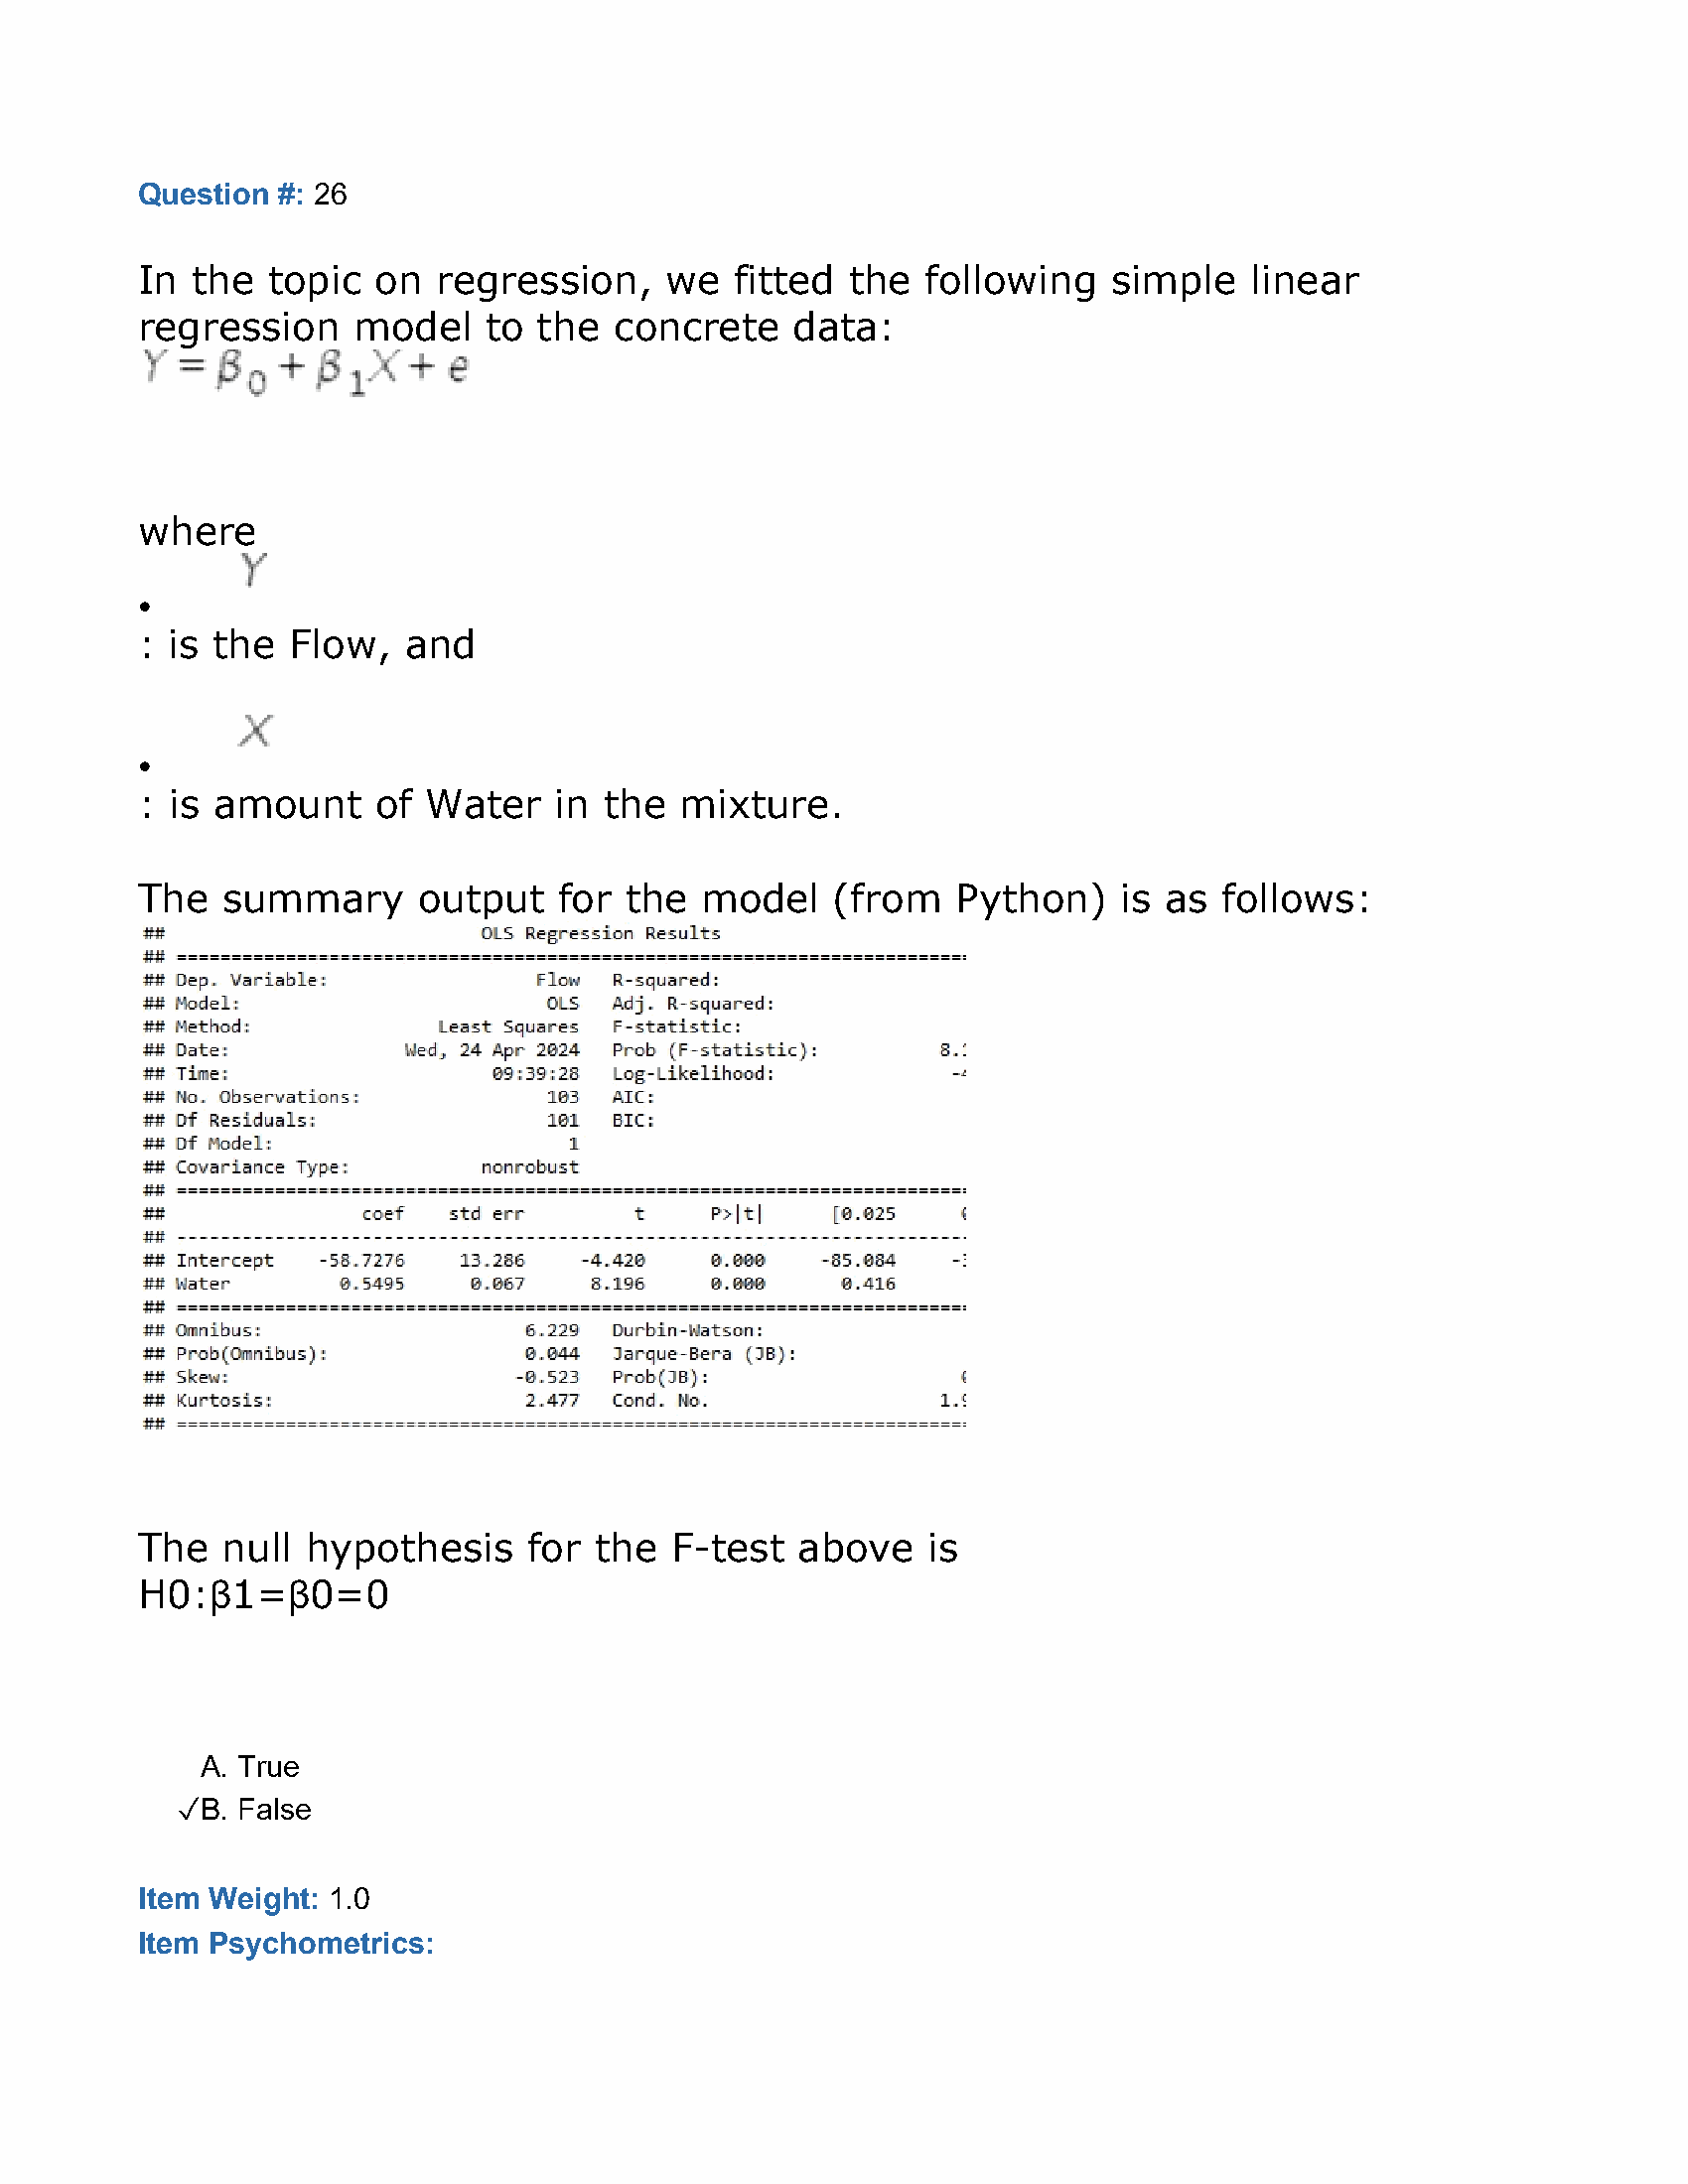 Question #: 26
In the topic on regression, we fitted the following simple linear
regression model to the concrete data:
Y = β0 + β1X + e
where
Y
•
: is the Flow, and
X
•
: is amount of Water in the mixture.
The summary output for the model (from Python) is as follows:
## OLS Regression Results
## ==============================================================================
## Dep. Variable: Flow R-squared:
## Model: OLS Adj. R-squared:
## Method: Least Squares F-statistic:
## Date: Wed, 24 Apr 2024 Prob (F-statistic): 8.
## Time: 09:39:28 Log-Likelihood: -4
## No. Observations: 103 AIC:
## Df Residuals: 101 BIC:
## Df Model: 1
## Covariance Type: nonrobust
## ==============================================================================
## coef std err t P>|t| [0.025
## ------------------------------------------------------------------------------
## Intercept -58.7276 13.286 -4.420 0.000 -85.084
## Water 0.5495 0.067 8.196 0.000 0.416
## ==============================================================================
## Omnibus: 6.229 Durbin-Watson:
## Prob(Omnibus): 0.044 Jarque-Bera (JB):
## Skew: -0.523 Prob(JB):
## Kurtosis: 2.477 Cond. No. 1.9
## ==============================================================================
The null hypothesis for the F-test above is
H0:β1=β0=0
A. True
✓B. False
Item Weight: 1.0
Item Psychometrics: